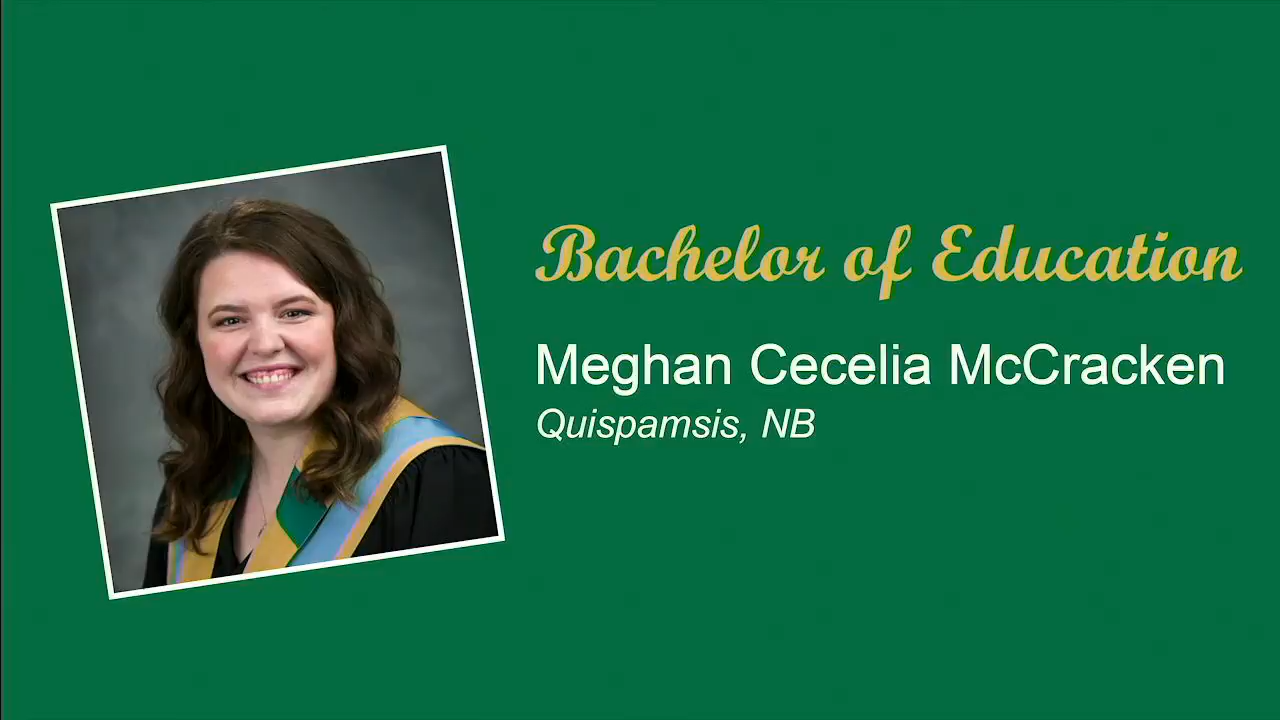 Bachelor of Education
Meghan Cecelia McCracken
Quispamsis, NB